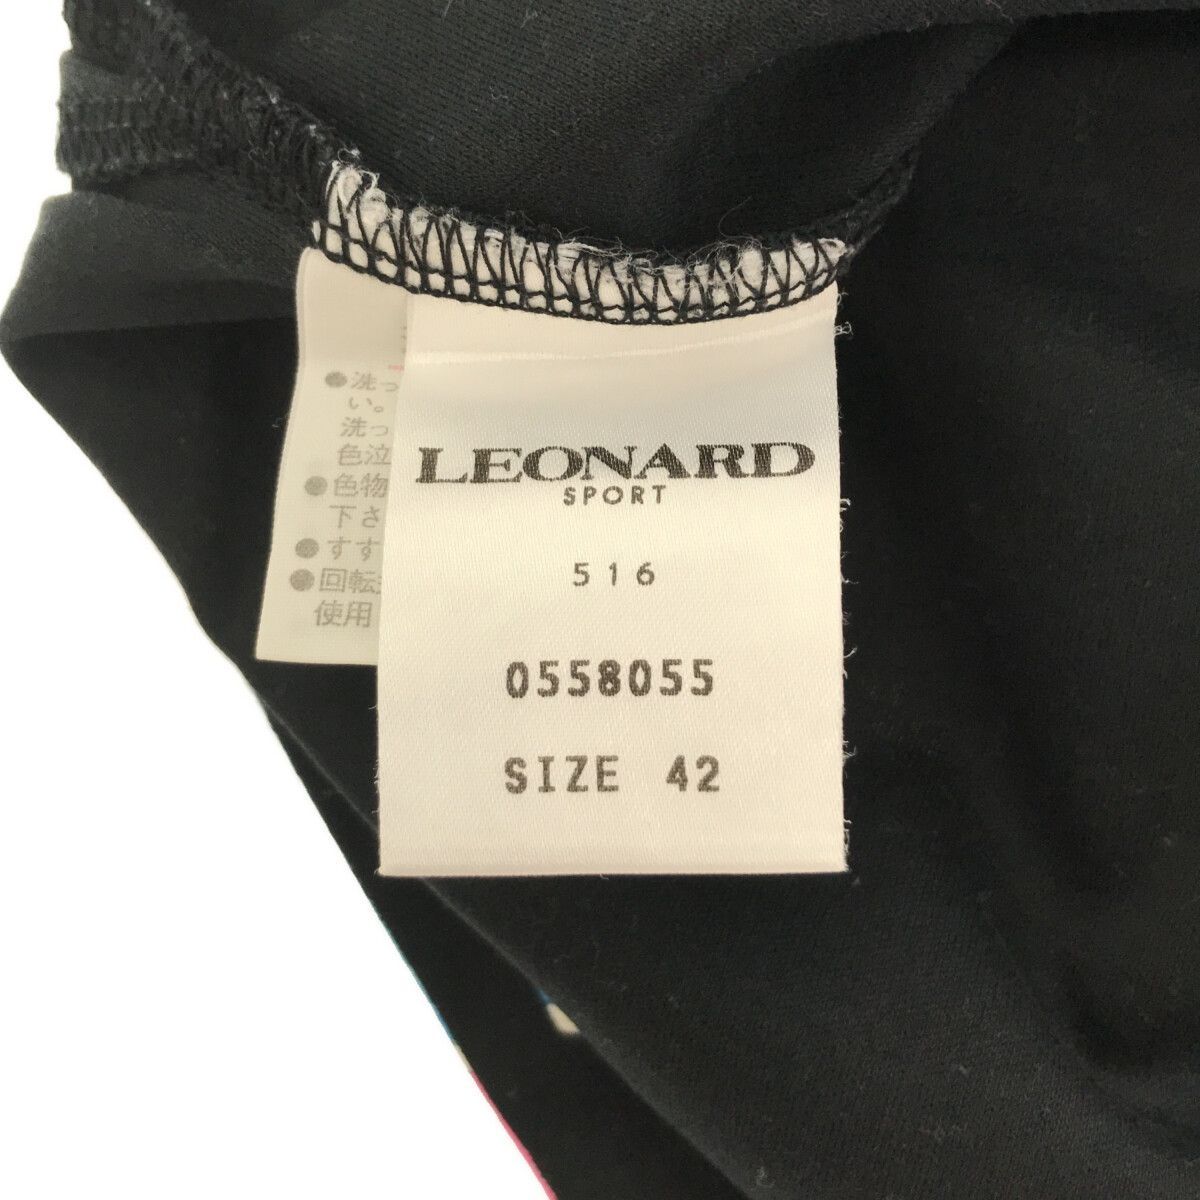 LEONARD
SPORT
516
0558055
SIZE 42
●洗っ
い。
洗っ
色泣
●色物
下さ
●すす
●回転
使用